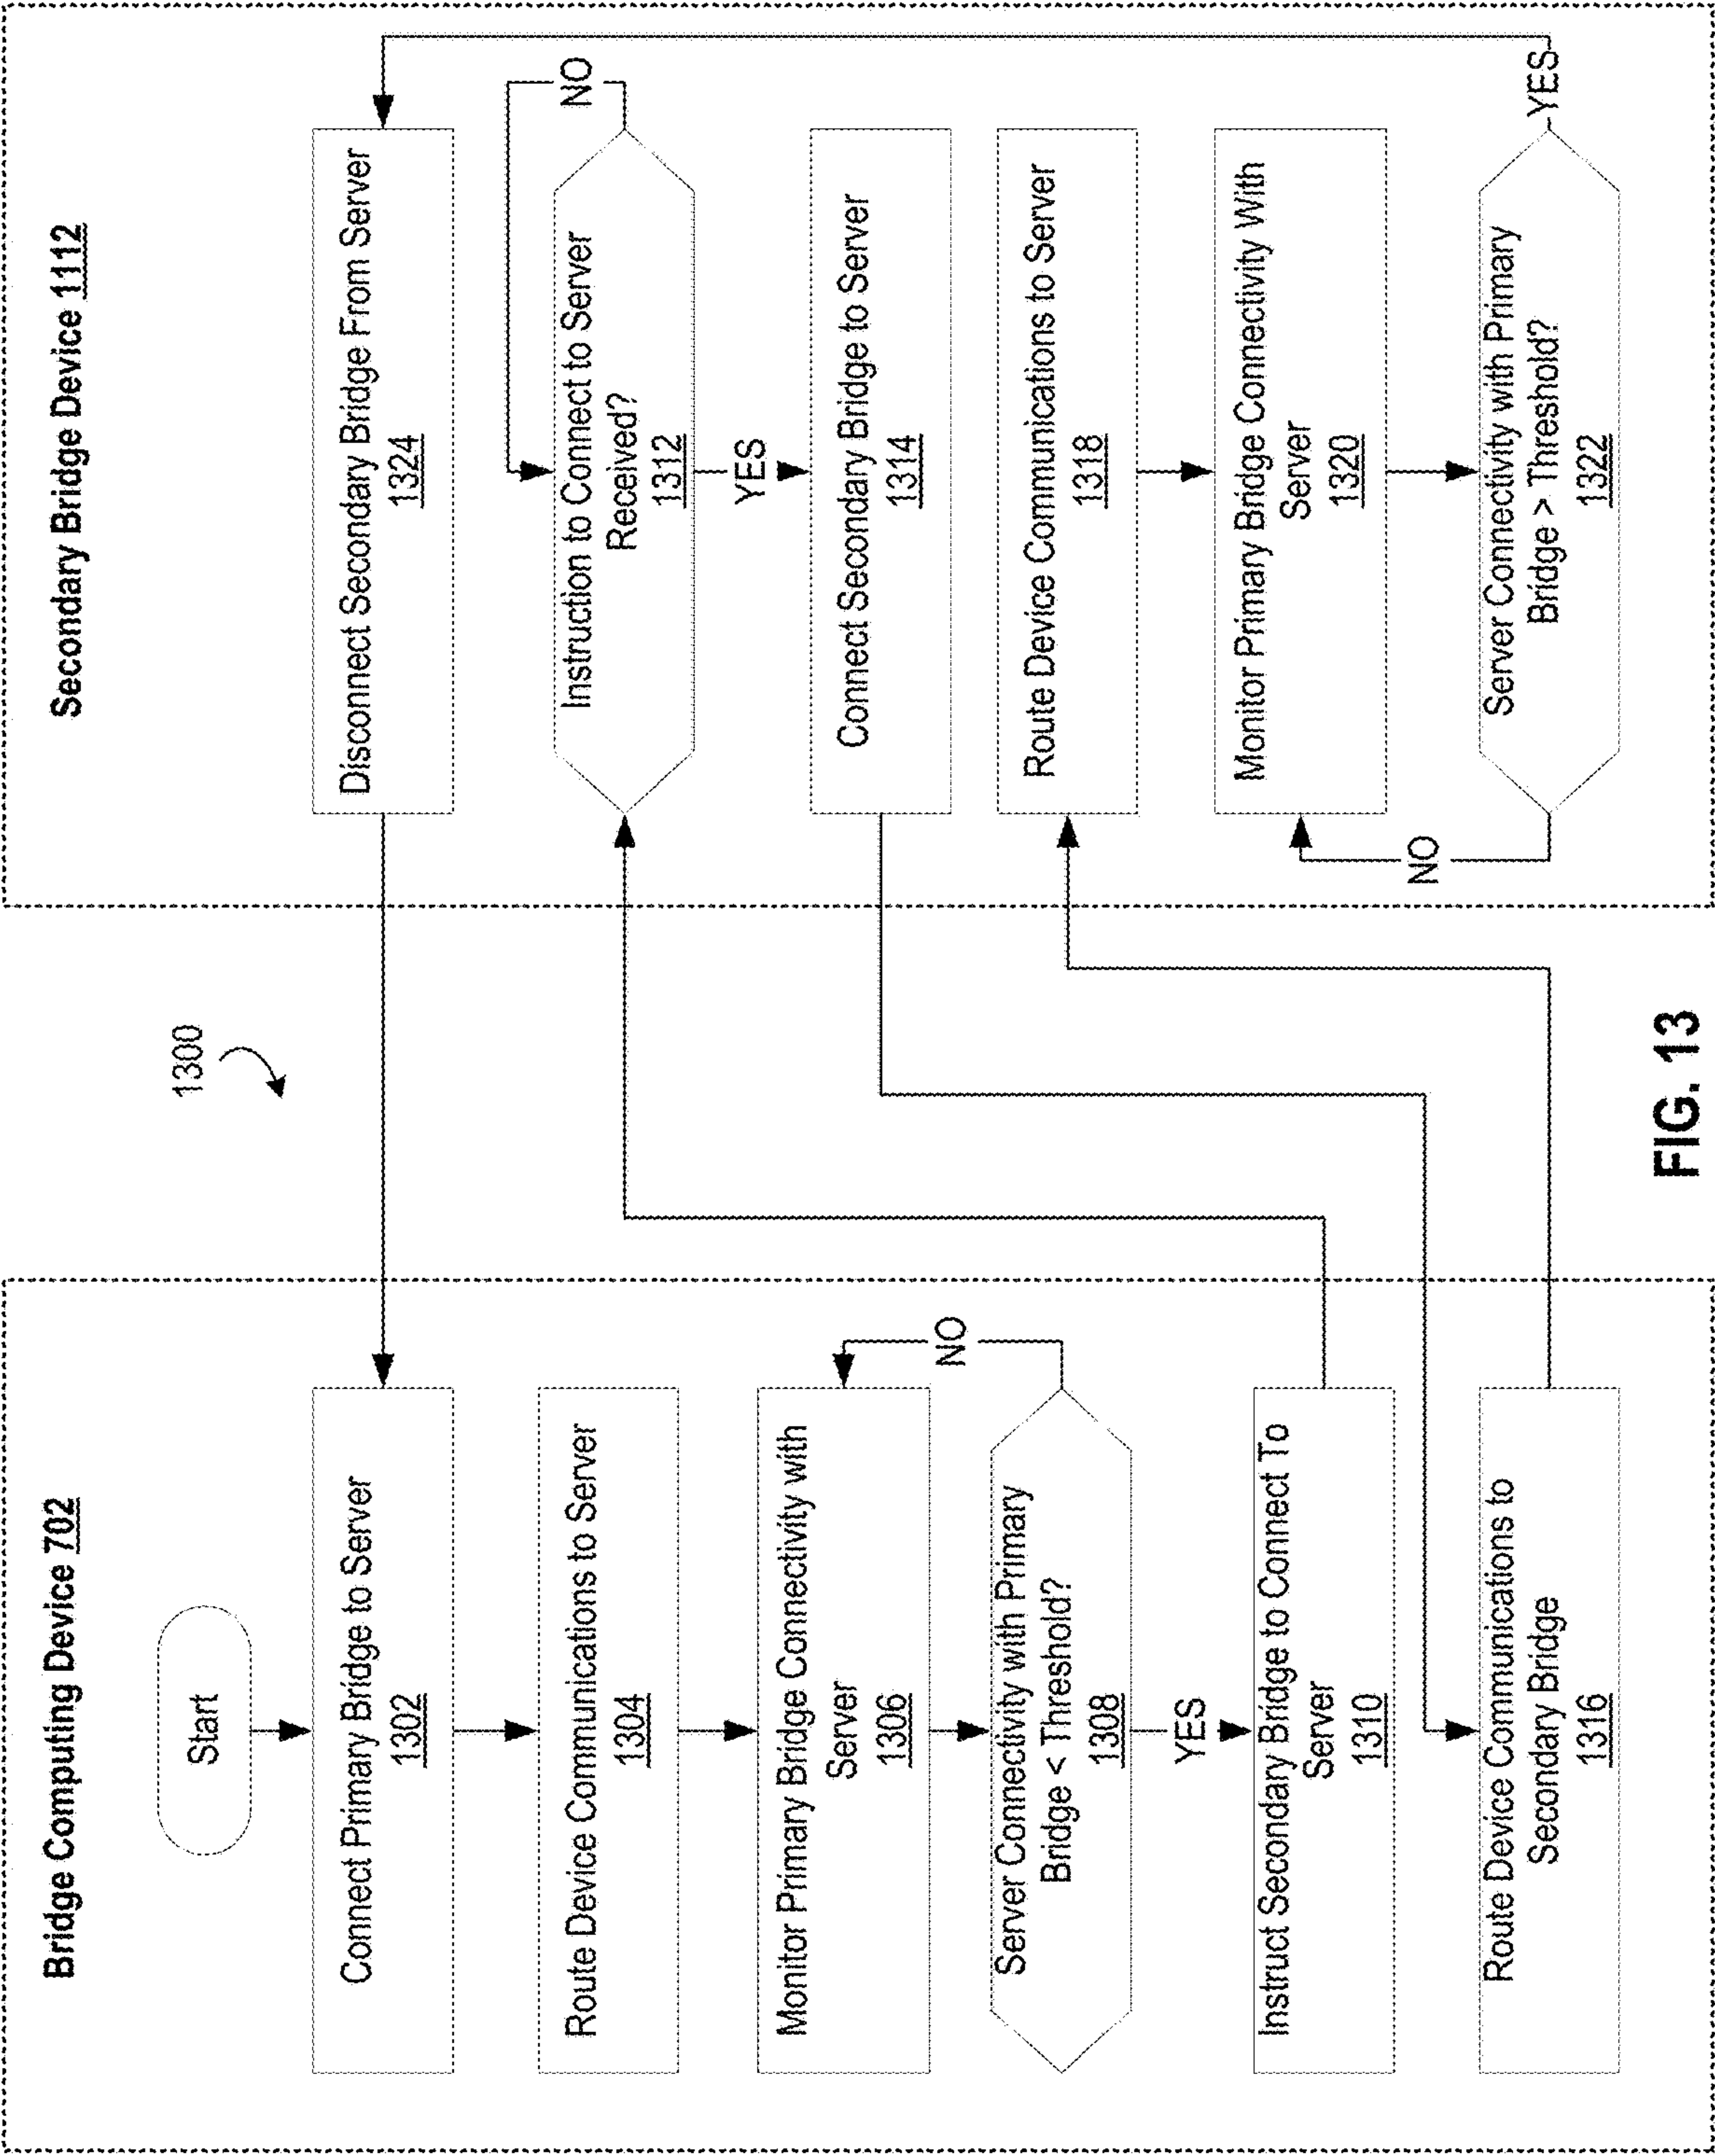 Bridge Computing Device 702
Start
Connect Primary Bridge to Server
1302
Route Device Communications to Server
1304
Monitor Primary Bridge Connectivity with
Server
1306
Server Connectivity with Primary
Bridge < Threshold?
1308
NO
YES
Instruct Secondary Bridge to Connect To
Server
1310
Route Device Communications to
Secondary Bridge
1316
1300
Secondary Bridge Device 1112
Disconnect Secondary Bridge From Server
1324
Instruction to Connect to Server
Received?
1312
NO
YES
Connect Secondary Bridge to Server
1314
Route Device Communications to Server
1318
Monitor Primary Bridge Connectivity With
Server
1320
Server Connectivity with Primary
Bridge > Threshold?
1322
NO
YES
FIG. 13